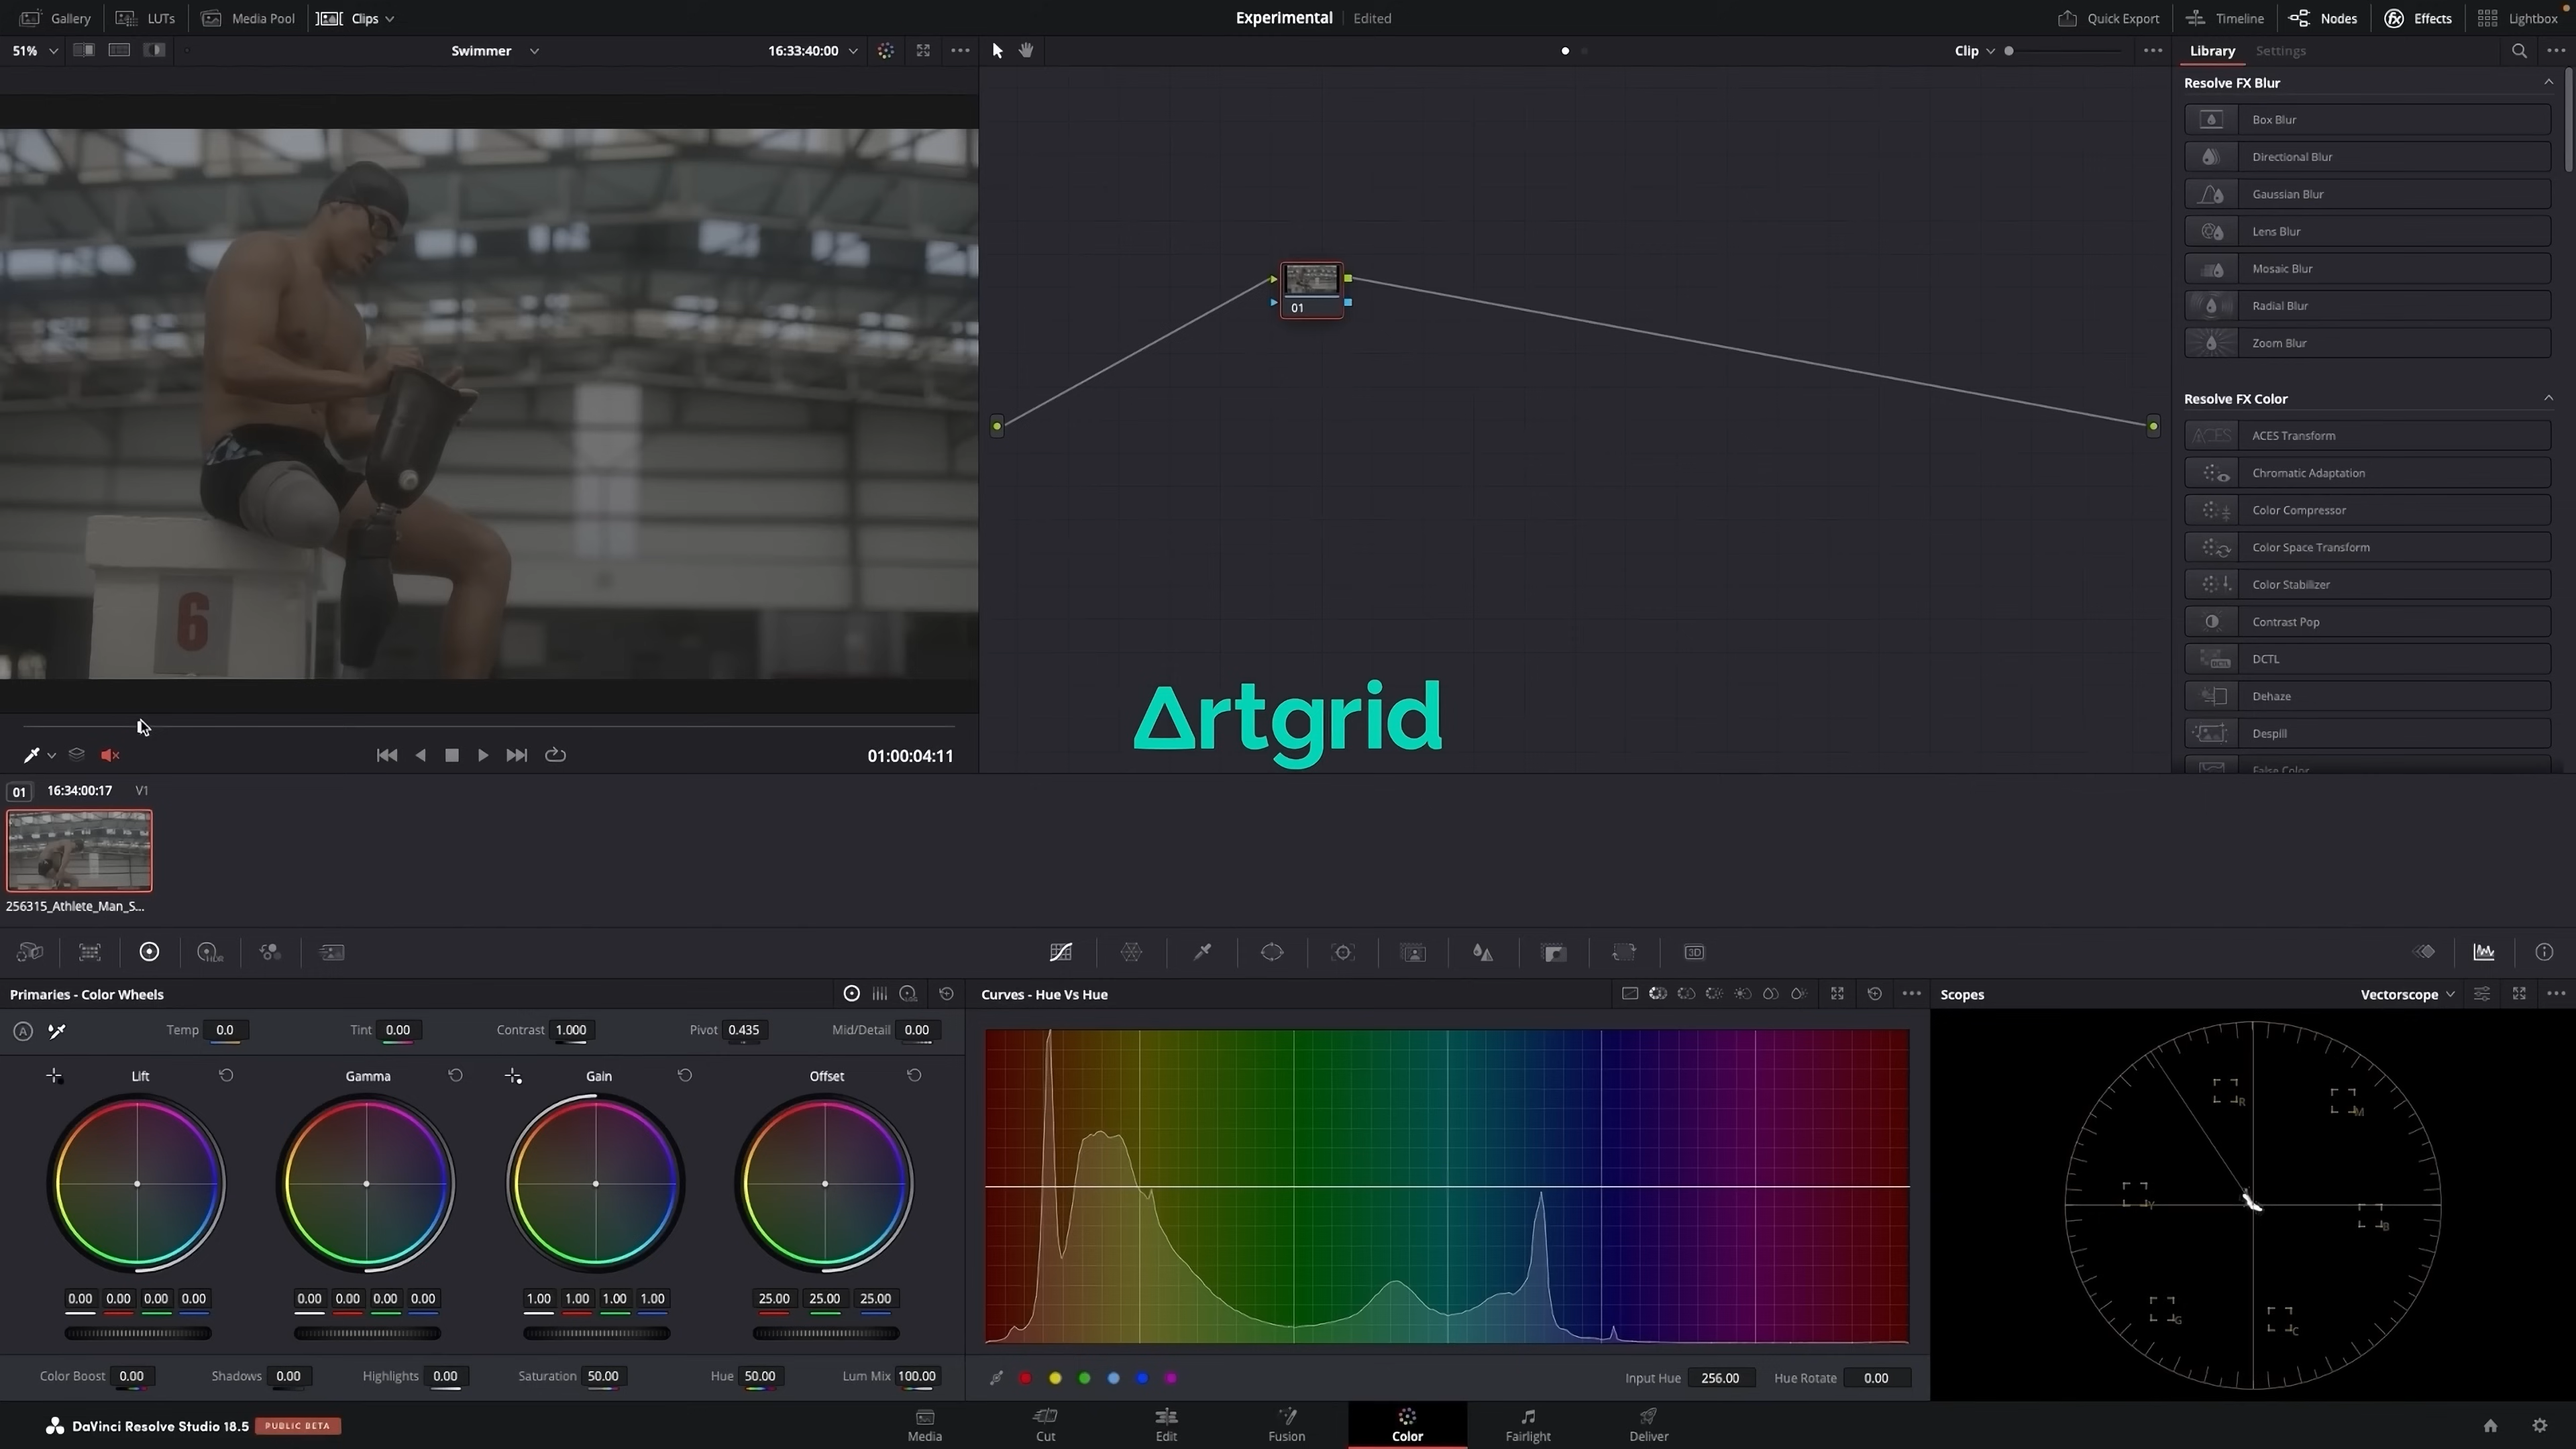 Gallery LUTs Media Pool Clips Experimental Edited Quick Export Timeline Nodes Effects Lightbox
51% Swimmer 16:33:40:00 Clip Library Settings
Resolve FX Blur
Box Blur
Directional Blur
Gaussian Blur
Lens Blur
Mosaic Blur
Radial Blur
Zoom Blur
01
Resolve FX Color
ACES ACES Transform
Chromatic Adaptation
Color Compressor
Color Space Transform
Color Stabilizer
Contrast Pop
DCTL
Dehaze
Despill
False Color
6
Artgrid
01:00:04:11
01 16:34:00:17 V1
256315_Athlete_Man_S...
HDR
3D
Primaries - Color Wheels
Curves - Hue Vs Hue
Scopes Vectorscope
A Temp 0.0 Tint 0.00 Contrast 1.000 Pivot 0.435 Mid/Detail 0.00
Lift Gamma Gain Offset
0.00 0.00 0.00 0.00 0.00 0.00 0.00 0.00 1.00 1.00 1.00 1.00 25.00 25.00 25.00
Color Boost 0.00 Shadows 0.00 Highlights 0.00 Saturation 50.00 Hue 50.00 Lum Mix 100.00
Input Hue 256.00 Hue Rotate 0.00
R
M
Y
B
G
C
DaVinci Resolve Studio 18.5 PUBLIC BETA
Media Cut Edit Fusion Color Fairlight Deliver